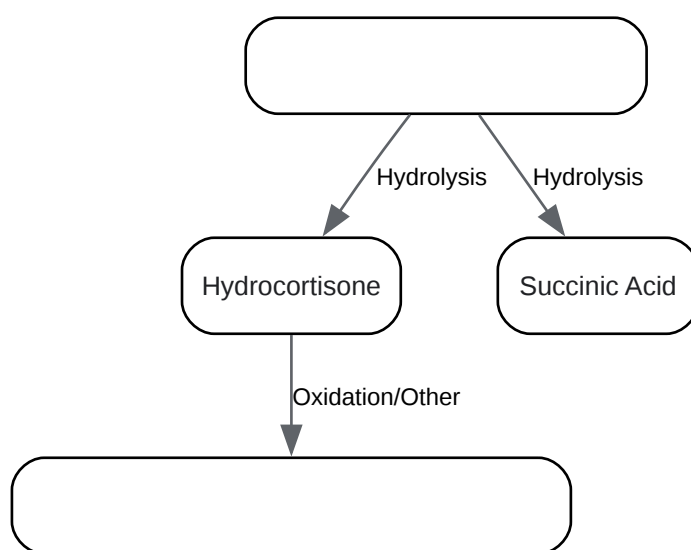 Hydrolysis
Hydrolysis
Hydrocortisone
Succinic Acid
Oxidation/Other